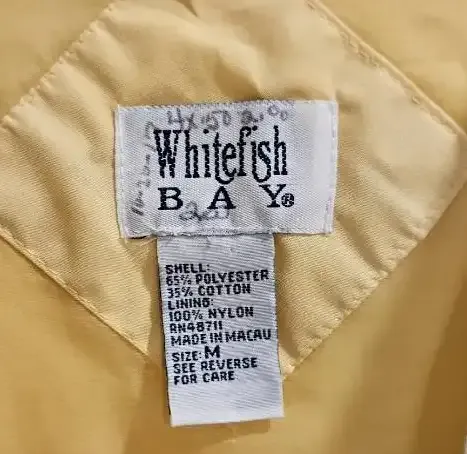 Whitefish
BAY®
SHELL:
65% POLYESTER
35% COTTON
LINING:
100% NYLON
RN48711
MADE IN MACAU
SIZE: M
SEE REVERSE
FOR CARE